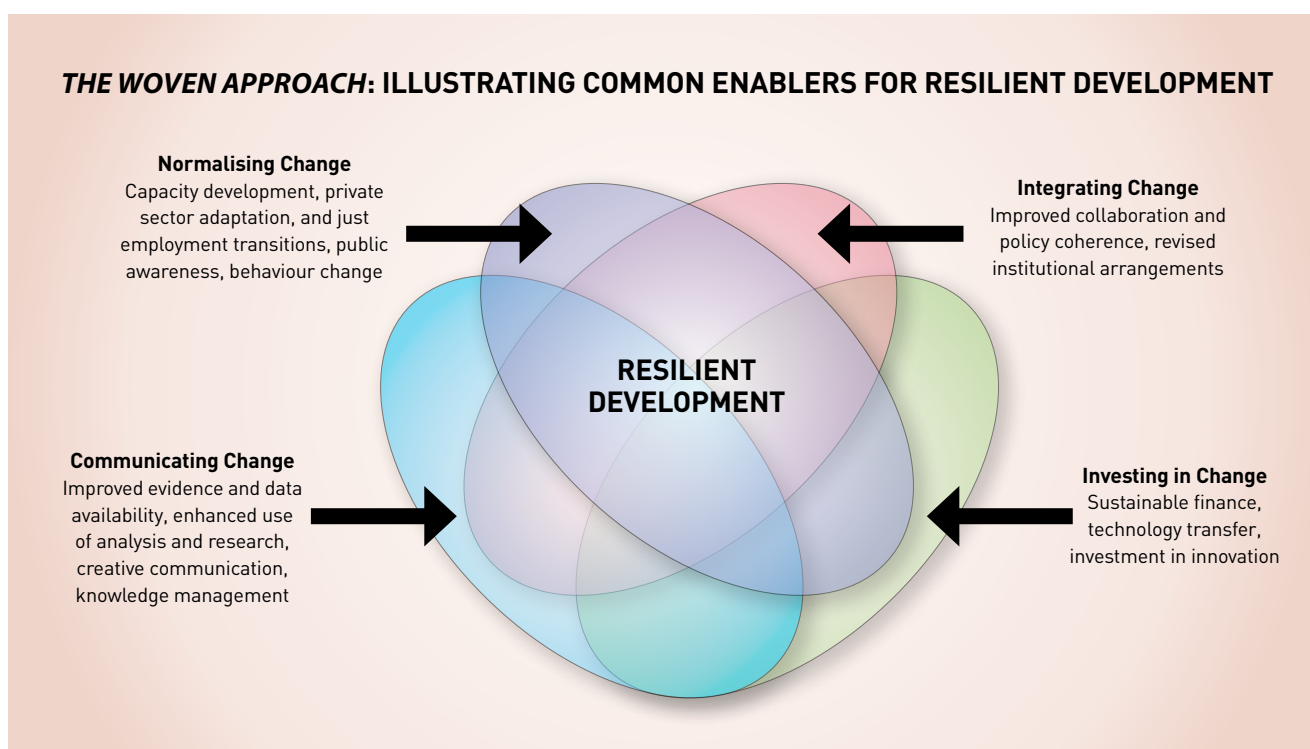 THE WOVEN APPROACH: ILLUSTRATING COMMON ENABLERS FOR RESILIENT DEVELOPMENT
Normalising Change
Capacity development, private
sector adaptation, and just
employment transitions, public
awareness, behaviour change
Integrating Change
Improved collaboration and
policy coherence, revised
institutional arrangements
RESILIENT
DEVELOPMENT
Communicating Change
Improved evidence and data
availability, enhanced use
of analysis and research,
creative communication,
knowledge management
Investing in Change
Sustainable finance,
technology transfer,
investment in innovation